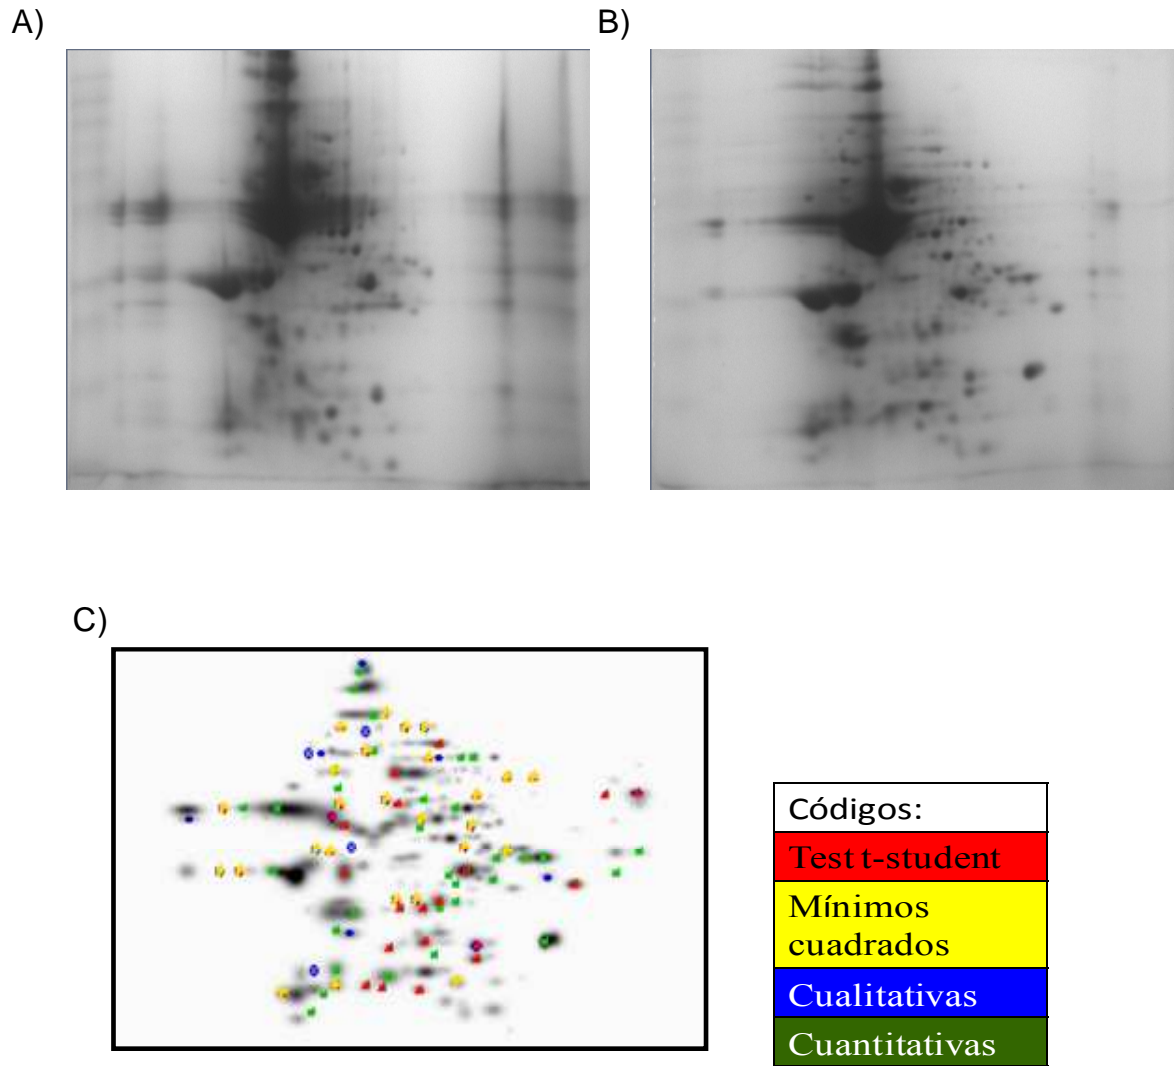 A)
B)
C)
Códigos:
Test t-student
Mínimos
cuadrados
Cualitativas
Cuantitativas